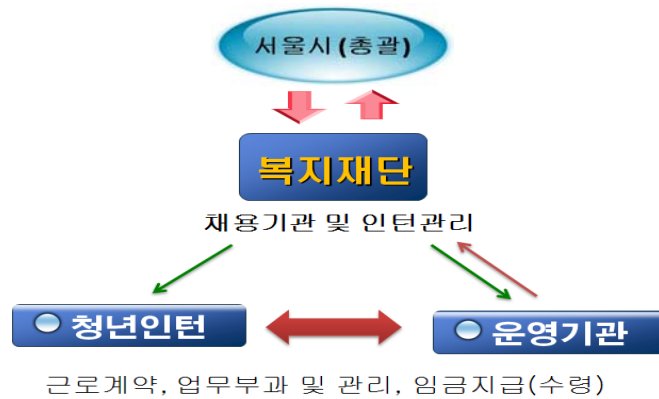 서울시(총괄)
복지재단
채용기관 및 인턴관리
청년인턴
운영기관
근로계약, 업무부과 및 관리, 임금지급(수령)